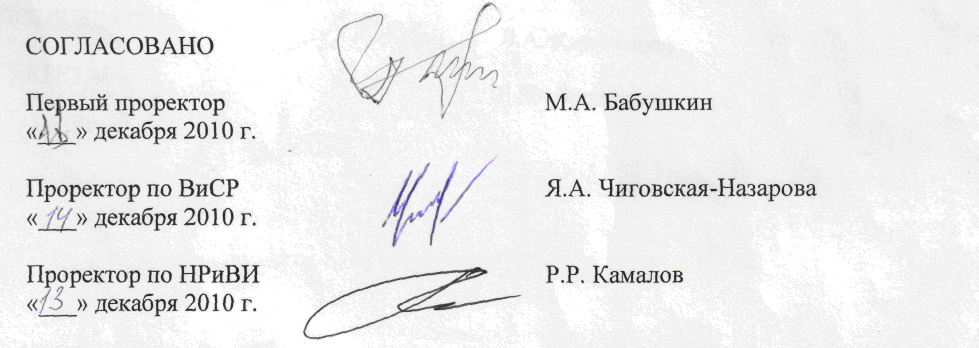 СОГЛАСОВАНО
Первый проректор М.А. Бабушкин
«» декабря 2010 г.
Проректор по ВиСР Я.А. Чиговская-Назарова
«14» декабря 2010 г.
Проректор по НРиВИ Р.Р. Камалов
«13» декабря 2010 г.